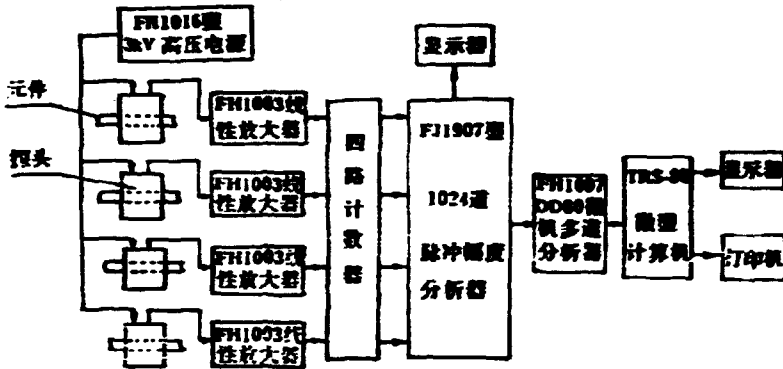 FH1016型
3kV 高压电源
元件
探头
FH1003线
性放大器
FH1003线
性放大器
FH1003线
性放大器
FH1003线
性放大器
四
路
计
数
器
显示器
FJ1907型
1024道
脉冲幅度
分析器
机多道
分析器
TRS-80
微型
计算机
显示器
打印机